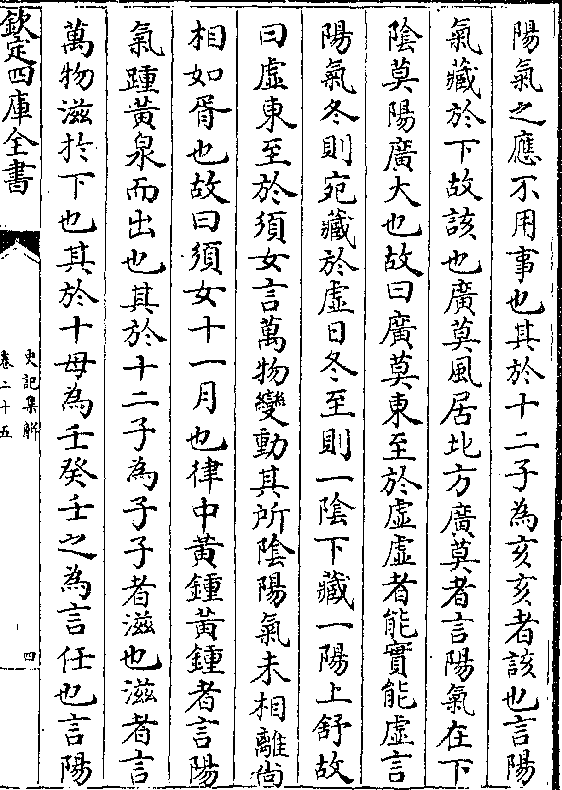 陽氣之應不用事也其於十二子為亥亥者該也言陽
氣藏於下故該也廣莫風居北方廣莫者言陽氣在下
陰莫陽廣大也故曰廣莫東至於虛虛者能實能虛言
陽氣冬則宛藏於虛日冬至則一陰下藏一陽上舒故
曰虛東至於須女言萬物變動其所陰陽氣未相離尚
相如胥也故曰須女十一月也律中黃鍾黃鍾者言陽
氣踵黃泉而出也其於十二子為子子者滋也滋者言
萬物滋於下也其於十母為壬癸壬之為言任也言陽
欽定四庫全書
史記集解
卷二十五
四